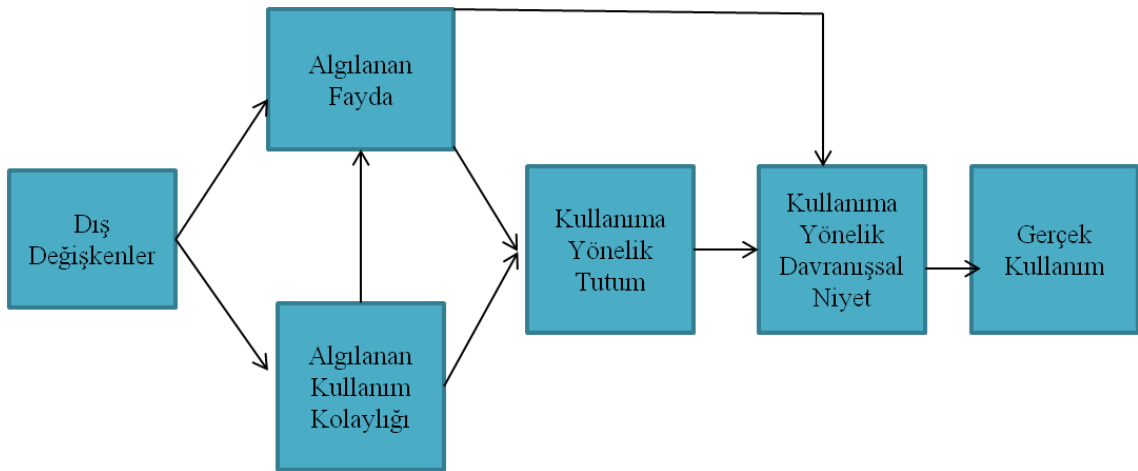 Algılanan
Fayda
Dış
Değişkenler
Algılanan
Kullanım
Kolaylığı
Kullanıma
Yönelik
Tutum
Kullanıma
Yönelik
Davranışsal
Niyet
Gerçek
Kullanım